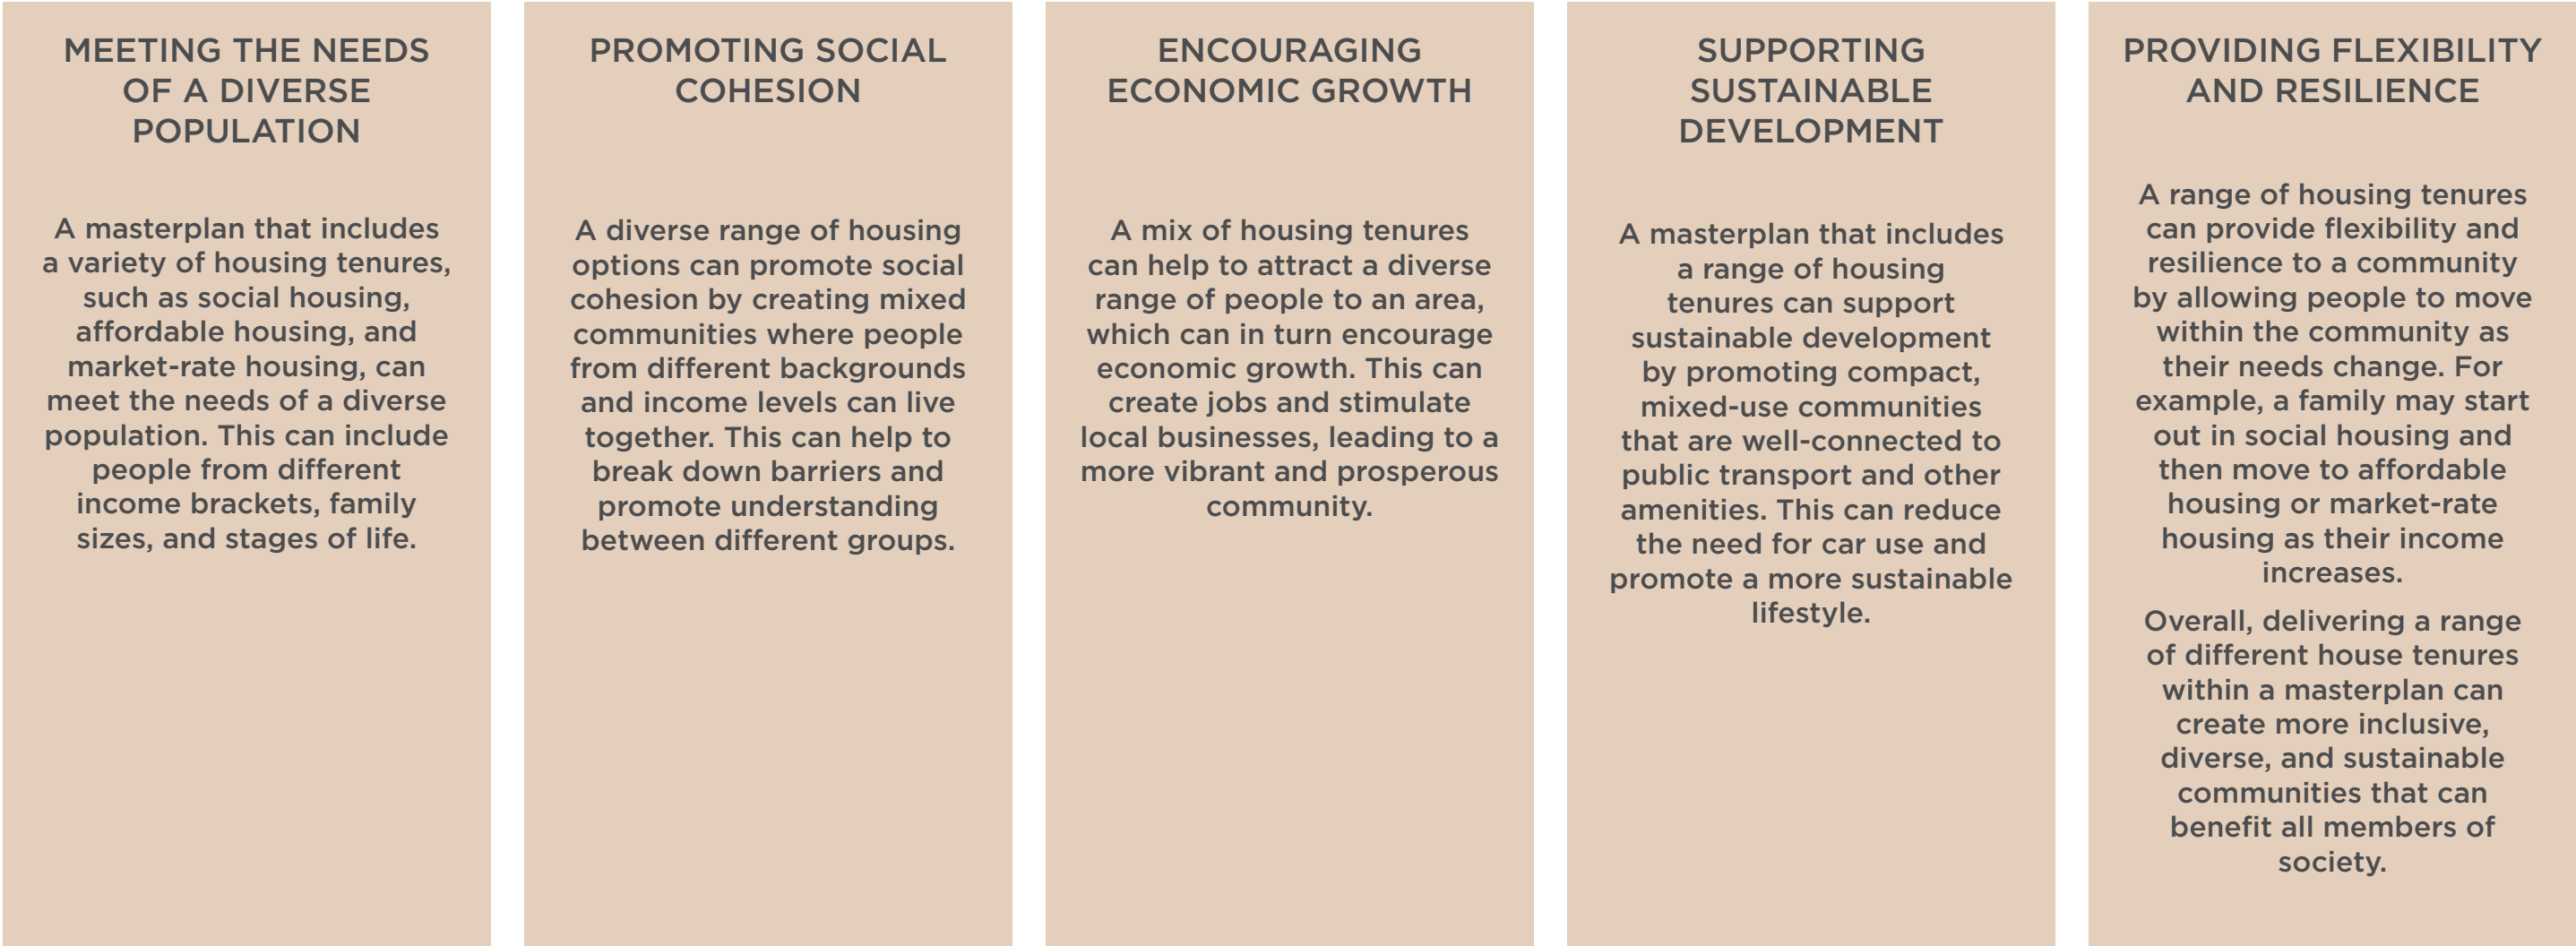 MEETING THE NEEDS
OF A DIVERSE
POPULATION
A masterplan that includes
a variety of housing tenures,
such as social housing,
affordable housing, and
market-rate housing, can
meet the needs of a diverse
population. This can include
people from different
income brackets, family
sizes, and stages of life.
PROMOTING SOCIAL
COHESION
A diverse range of housing
options can promote social
cohesion by creating mixed
communities where people
from different backgrounds
and income levels can live
together. This can help to
break down barriers and
promote understanding
between different groups.
ENCOURAGING
ECONOMIC GROWTH
A mix of housing tenures
can help to attract a diverse
range of people to an area,
which can in turn encourage
economic growth. This can
create jobs and stimulate
local businesses, leading to a
more vibrant and prosperous
community.
SUPPORTING
SUSTAINABLE
DEVELOPMENT
A masterplan that includes
a range of housing
tenures can support
sustainable development
by promoting compact,
mixed-use communities
that are well-connected to
public transport and other
amenities. This can reduce
the need for car use and
promote a more sustainable
lifestyle.
PROVIDING FLEXIBILITY
AND RESILIENCE
A range of housing tenures
can provide flexibility and
resilience to a community
by allowing people to move
within the community as
their needs change. For
example, a family may start
out in social housing and
then move to affordable
housing or market-rate
housing as their income
increases.
Overall, delivering a range
of different house tenures
within a masterplan can
create more inclusive,
diverse, and sustainable
communities that can
benefit all members of
society.